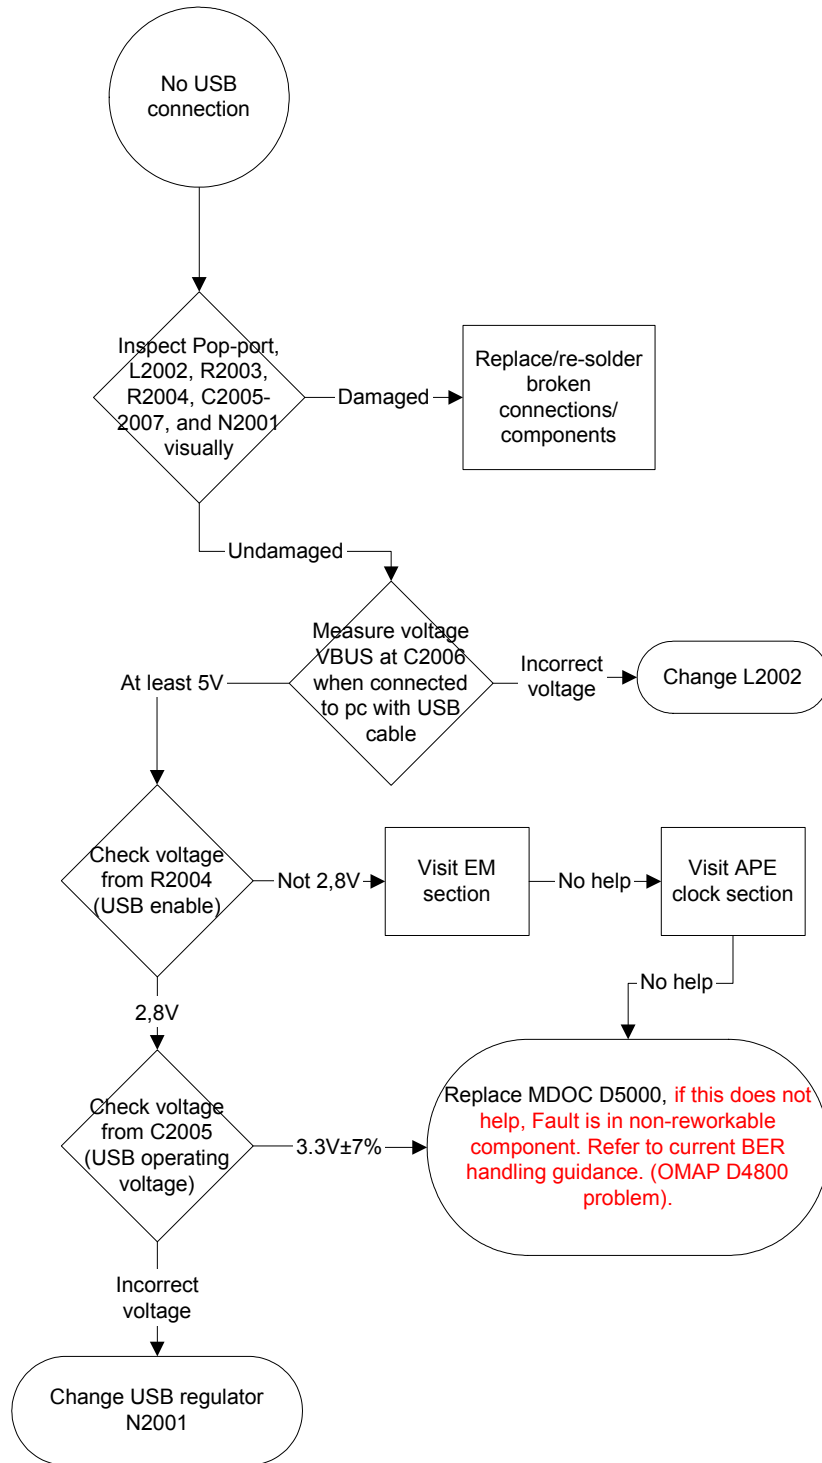 No USB
connection
Inspect Pop-port,
L2002, R2003,
R2004, C2005-
2007, and N2001
visually
Damaged
Replace/re-solder
broken
connections/
components
Undamaged
Measure voltage
VBUS at C2006
when connected
to pc with USB
cable
Incorrect
voltage
Change L2002
At least 5V
Check voltage
from R2004
(USB enable)
Not 2,8V
Visit EM
section
No help
Visit APE
clock section
No help
2,8V
Check voltage
from C2005
(USB operating
voltage)
3.3V±7%
Replace MDOC D5000, if this does not
help, Fault is in non-reworkable
component. Refer to current BER
handling guidance. (OMAP D4800
problem).
Incorrect
voltage
Change USB regulator
N2001